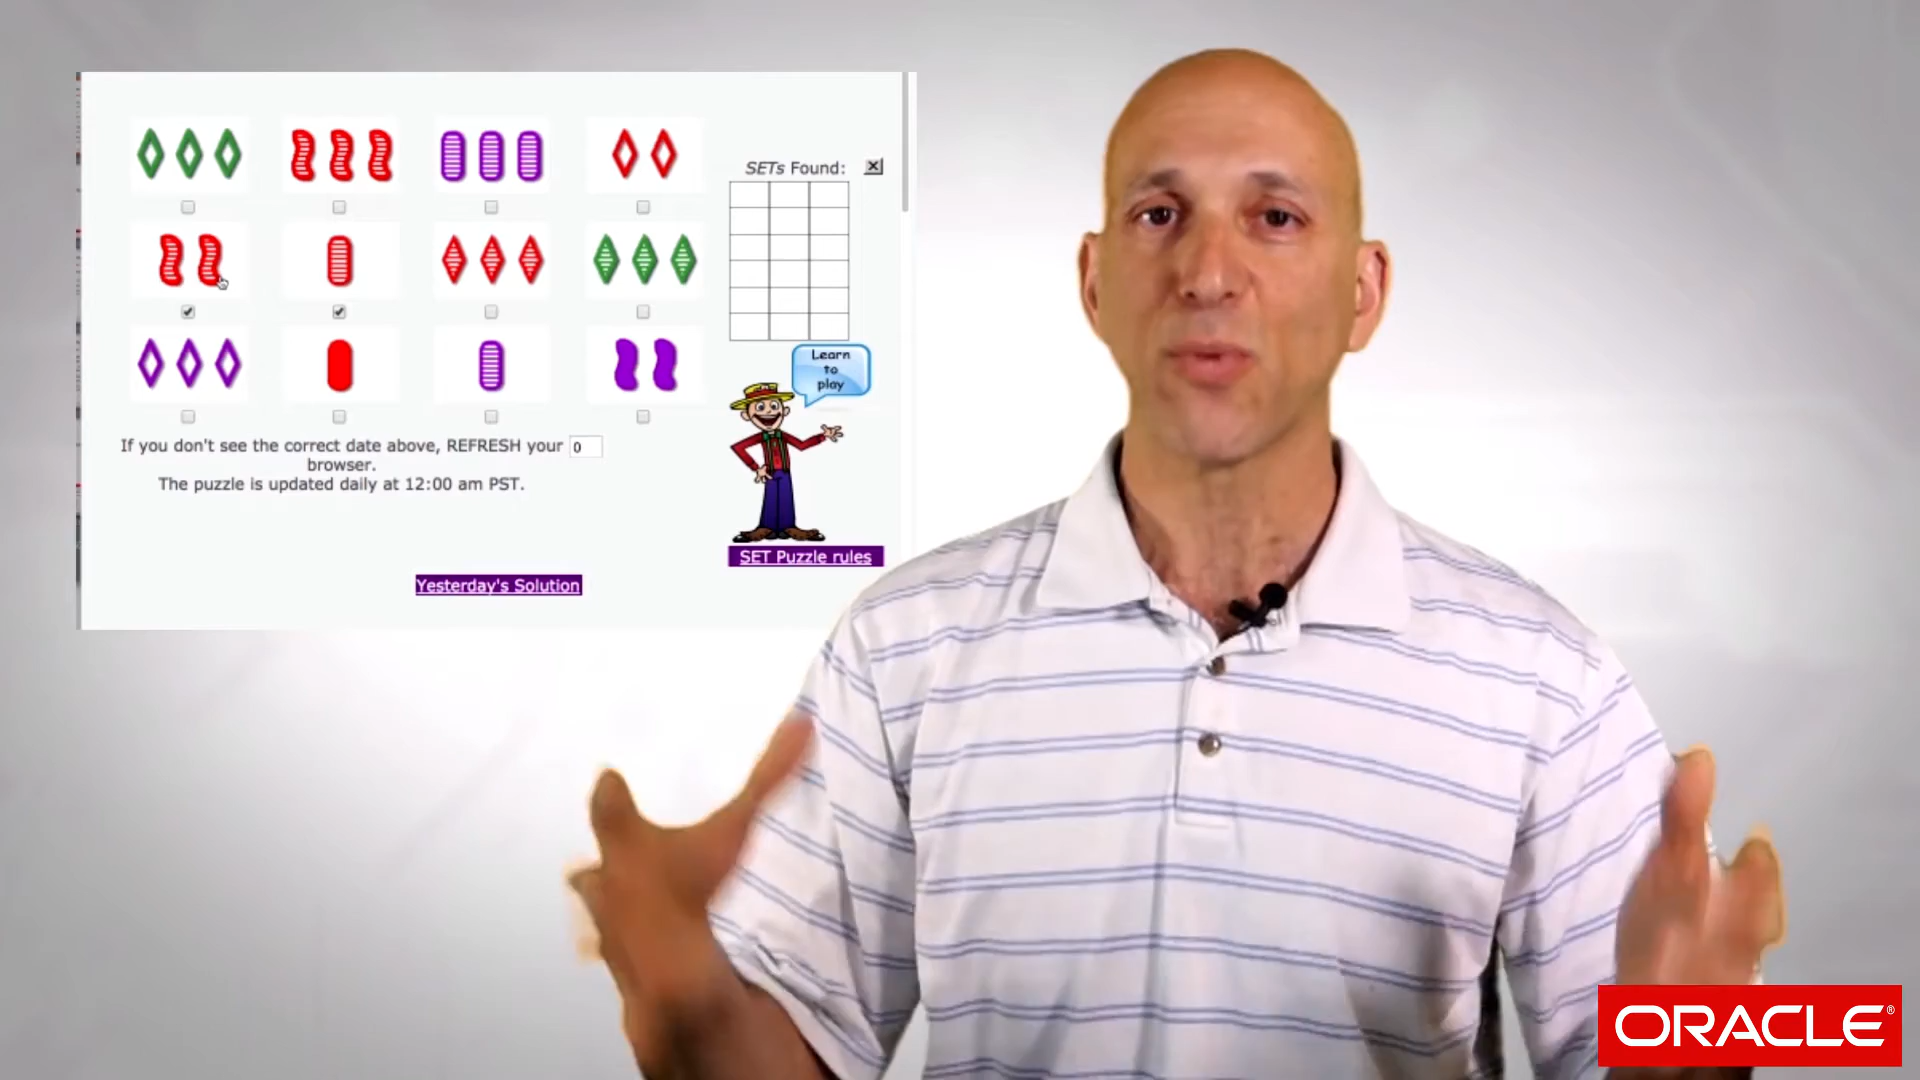 SETs Found:
Learn
to
play
If you don't see the correct date above, REFRESH your 0
browser.
The puzzle is updated daily at 12:00 am PST.
SET Puzzle rules
Yesterday's Solution
ORACLE®